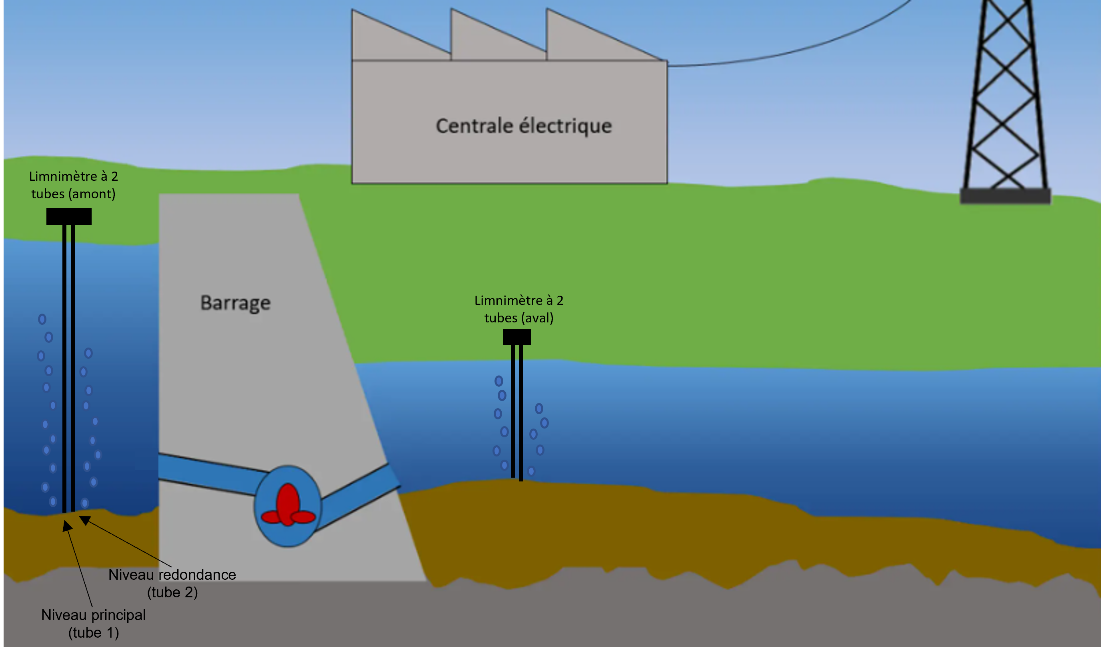 Centrale électrique
Limnimètre à 2
tubes (amont)
Barrage
Limnimètre à 2
tubes (aval)
Niveau redondance
(tube 2)
Niveau principal
(tube 1)